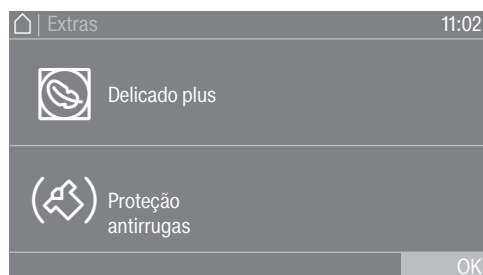 | Extras 11:02
Delicado plus
Proteção
antirrugas
OK